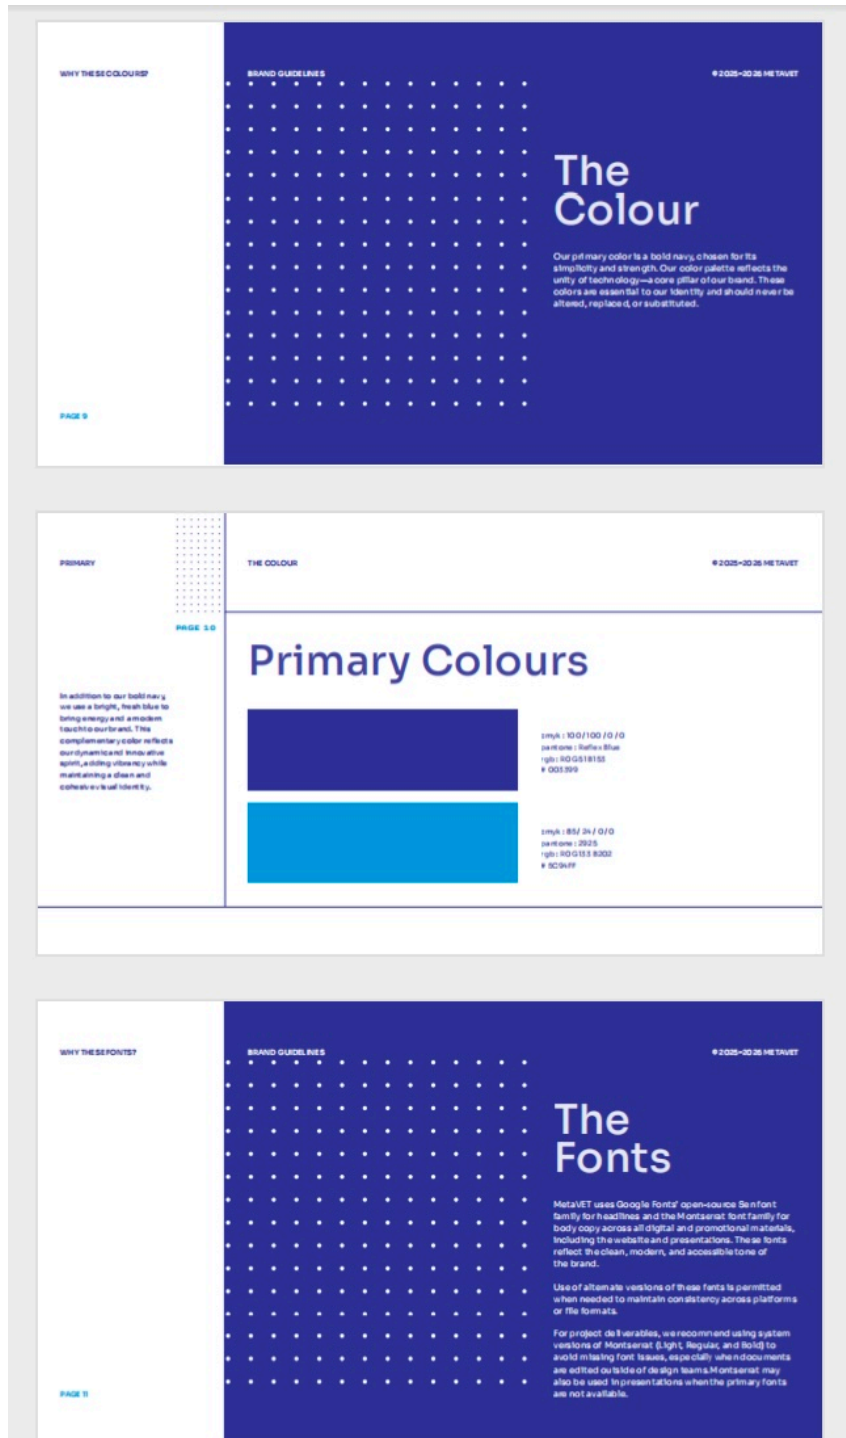 WHY THESE COLOURS?
BRAND GUIDELINES
© 2025-2026 METAVET
The
Colour
Our primary color is a bold navy, chosen for its
simplicity and strength. Our color palette reflects the
unity of technology—a core pillar of our brand. These
colors are essential to our identity and should never be
altered, replaced, or substituted.
PAGE 9
PRIMARY
THE COLOUR
© 2025-2026 METAVET
PAGE 10
Primary Colours
In addition to our bold navy,
we use a bright, fresh blue to
bring energy and a modern
touch to our brand. This
complementary color reflects
our dynamic and innovative
spirit, adding vibrancy while
maintaining a clean and
cohesive visual identity.
cmyk : 100 / 100 / 0 / 0
pantone : Reflex Blue
rgb : R0 G51 B153
# 003399
cmyk : 85 / 24 / 0 / 0
pantone : 2925
rgb : R0 G133 B202
# 5C94FF
WHY THESE FONTS?
BRAND GUIDELINES
© 2025-2026 METAVET
The
Fonts
MetaVET uses Google Fonts' open-source Sen font
family for headlines and the Montserrat font family for
body copy across all digital and promotional materials,
including the website and presentations. These fonts
reflect the clean, modern, and accessible tone of
the brand.
Use of alternate versions of these fonts is permitted
when needed to maintain consistency across platforms
or file formats.
For project deliverables, we recommend using system
versions of Montserrat (Light, Regular, and Bold) to
avoid missing font issues, especially when documents
are edited outside of design teams. Montserrat may
also be used in presentations when the primary fonts
are not available.
PAGE 11